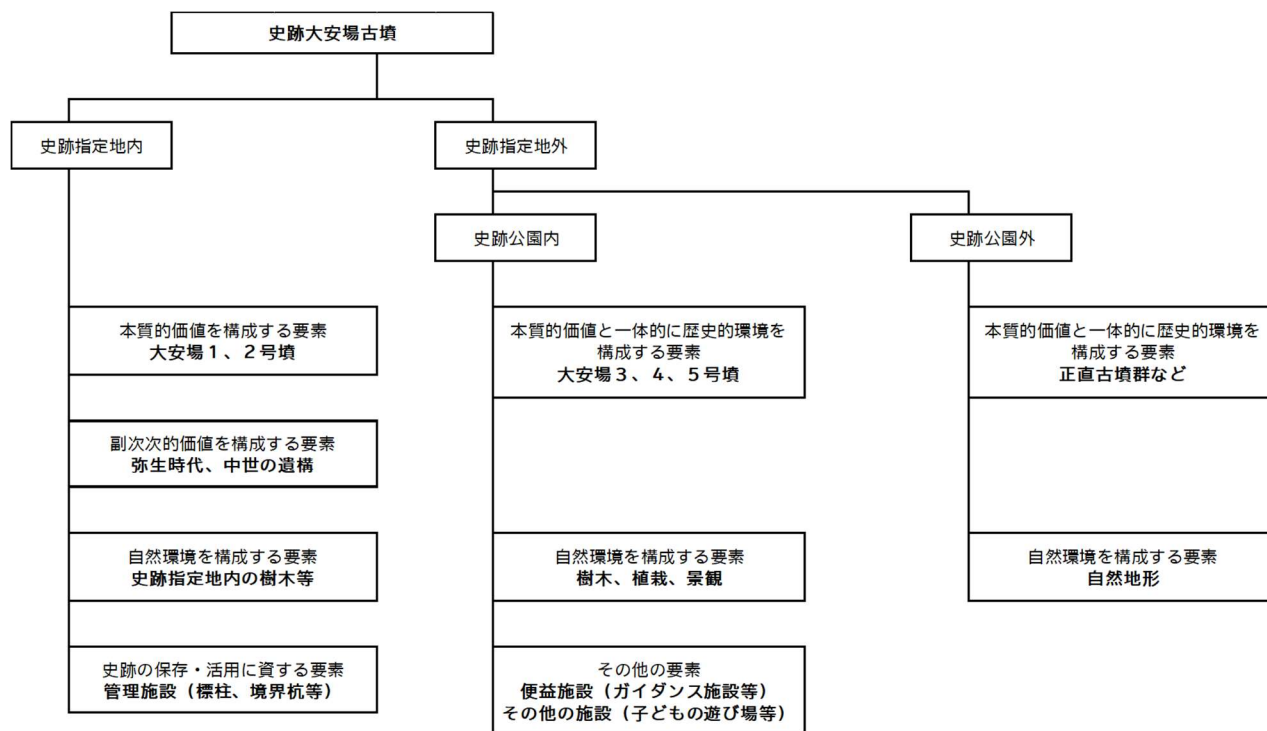 史跡大安場古墳
史跡指定地内
史跡指定地外
史跡公園内
史跡公園外
本質的価値を構成する要素
大安場１、２号墳
本質的価値と一体的に歴史的環境を
構成する要素
大安場３、４、５号墳
本質的価値と一体的に歴史的環境を
構成する要素
正直古墳群など
副次次的価値を構成する要素
弥生時代、中世の遺構
自然環境を構成する要素
史跡指定地内の樹木等
自然環境を構成する要素
樹木、植栽、景観
自然環境を構成する要素
自然地形
史跡の保存・活用に資する要素
管理施設（標柱、境界杭等）
その他の要素
便益施設（ガイダンス施設等）
その他の施設（子どもの遊び場等）